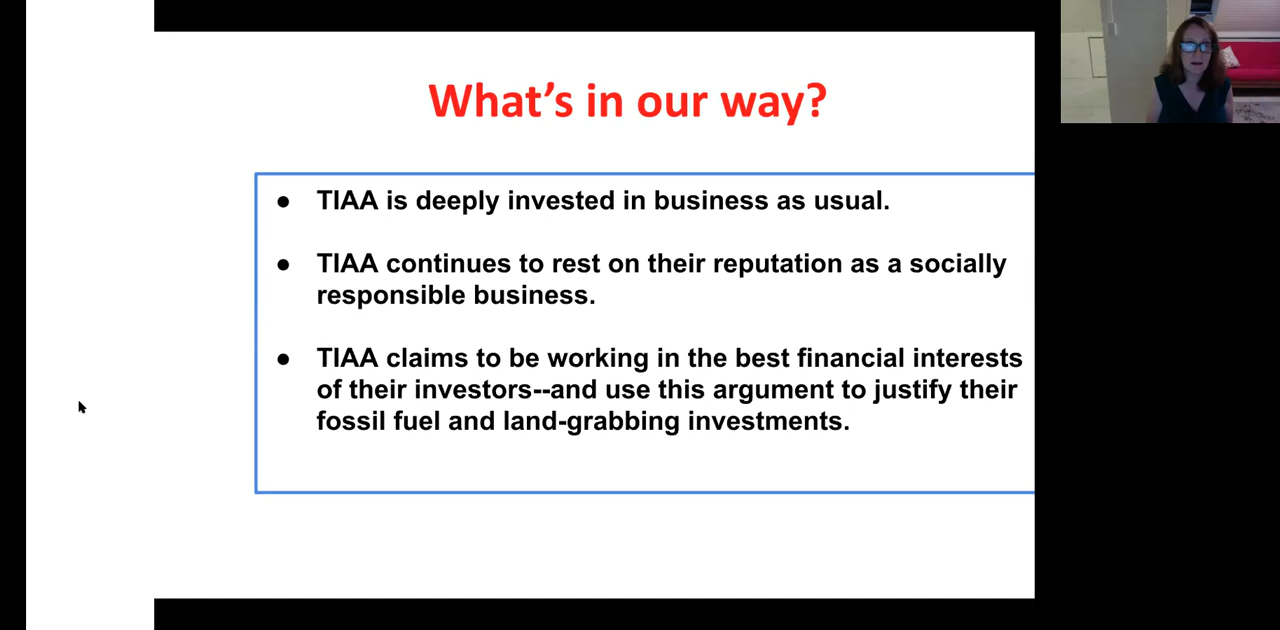 What's in our way?
● TIAA is deeply invested in business as usual.
● TIAA continues to rest on their reputation as a socially
responsible business.
● TIAA claims to be working in the best financial interests
of their investors--and use this argument to justify their
fossil fuel and land-grabbing investments.